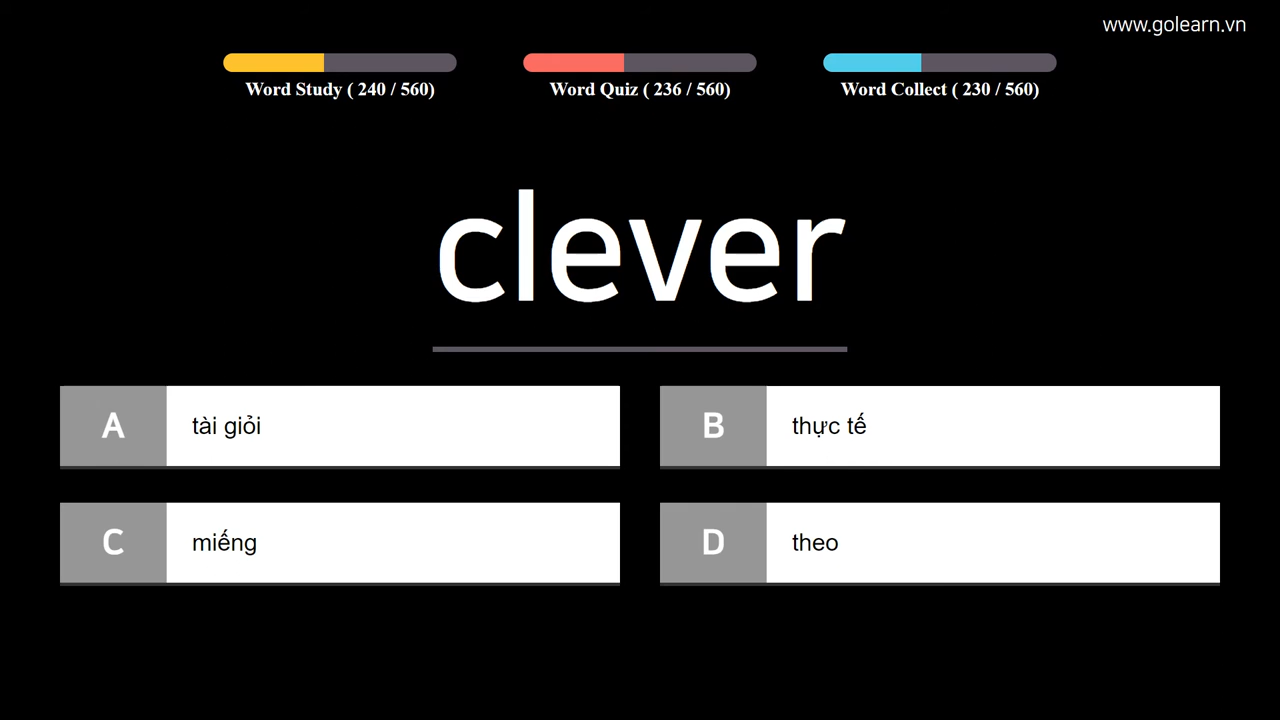 www.golearn.vn
Word Study ( 240 / 560)
Word Quiz ( 236 / 560)
Word Collect ( 230 / 560)
clever
A tài giỏi
B thực tế
C miếng
D theo